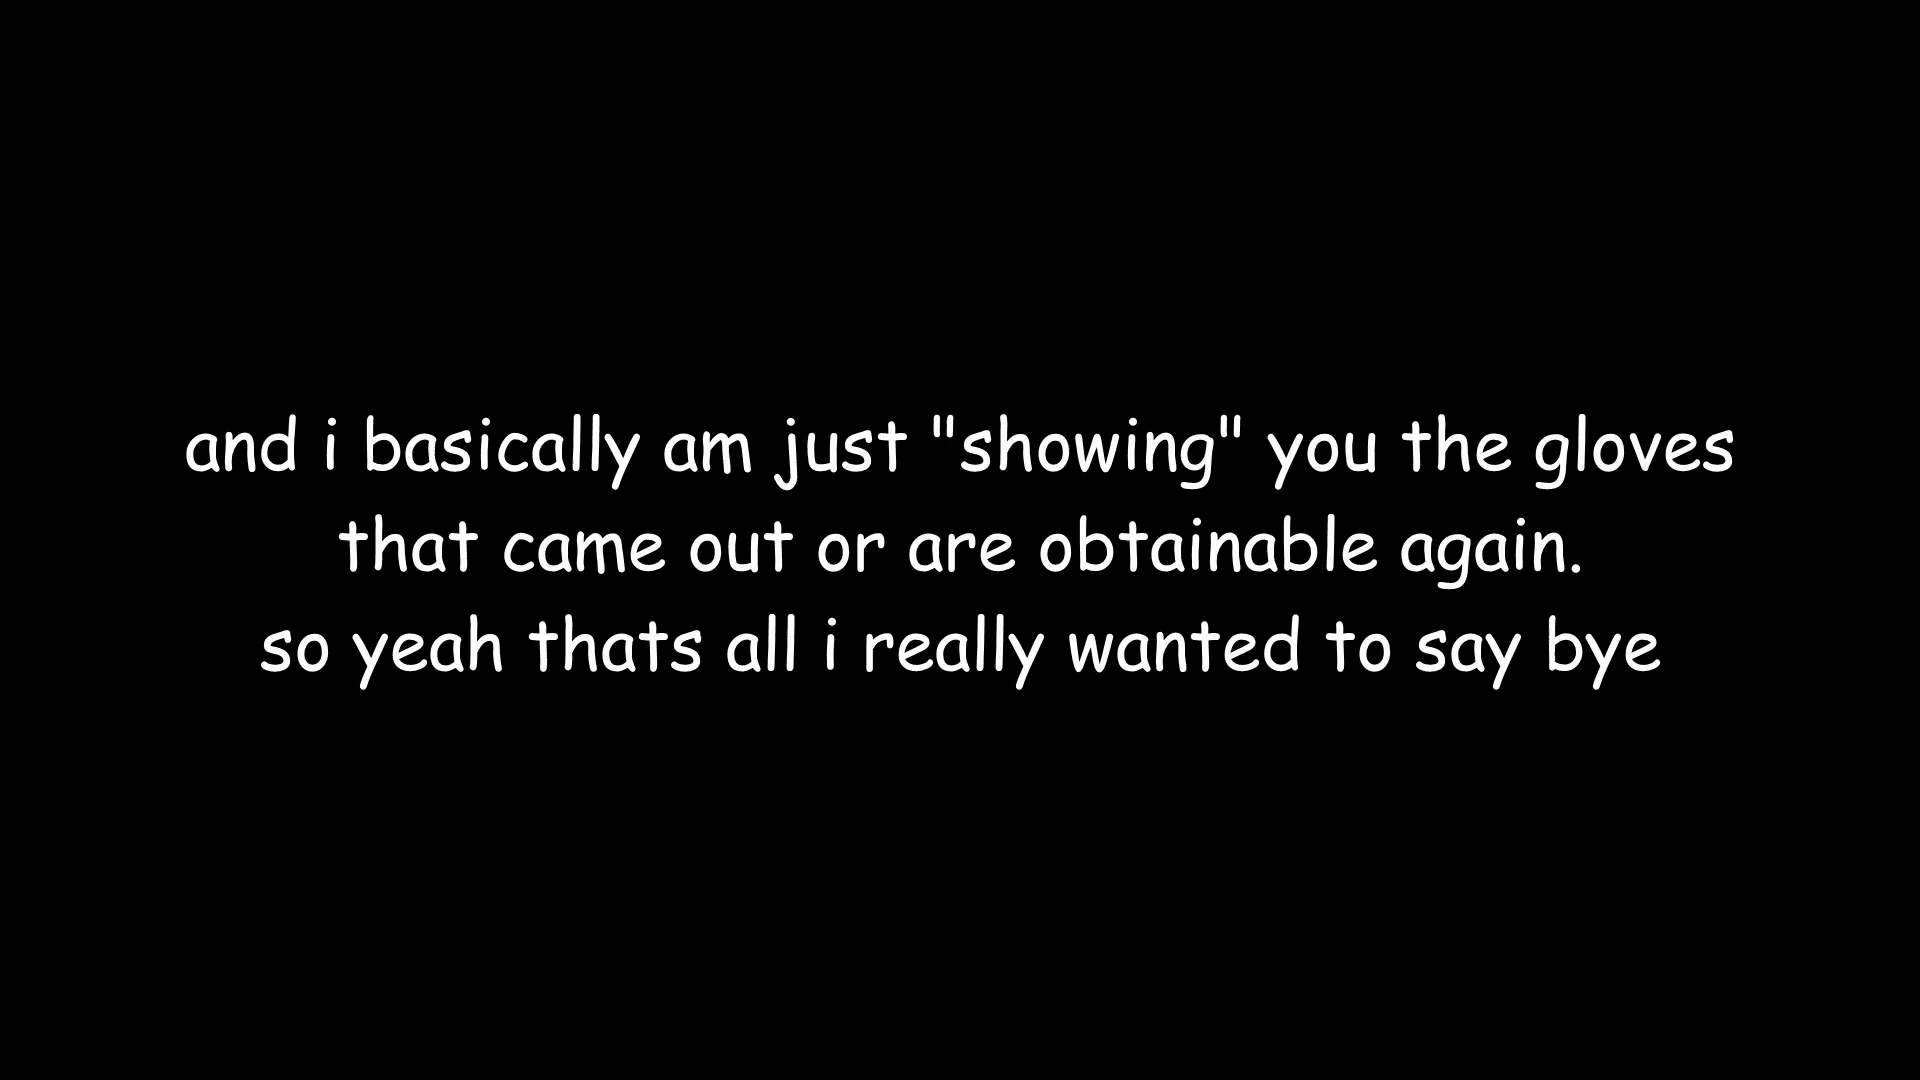 and i basically am just "showing" you the gloves
that came out or are obtainable again.
so yeah thats all i really wanted to say bye